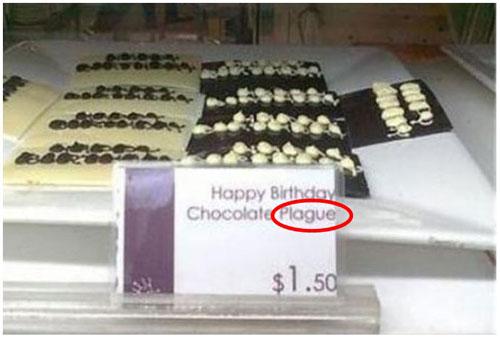 Happy Birthday
Chocolate Plague
$1.50